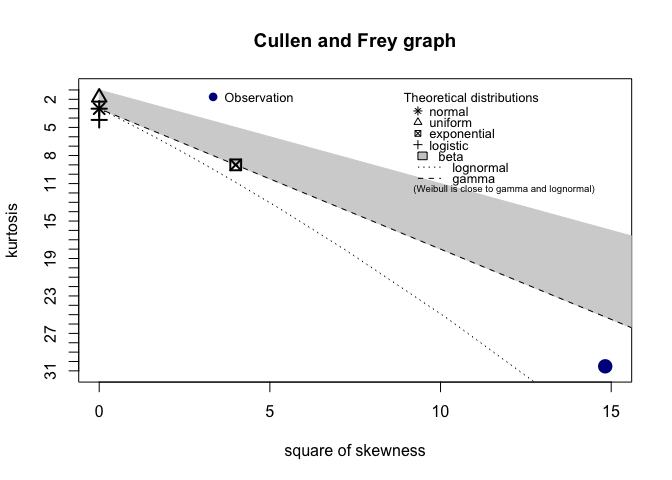 Cullen and Frey graph
Observation
Theoretical distributions
normal
uniform
exponential
logistic
beta
lognormal
gamma
(Weibull is close to gamma and lognormal)
kurtosis
2
5
8
11
15
19
23
27
31
0
5
10
15
square of skewness